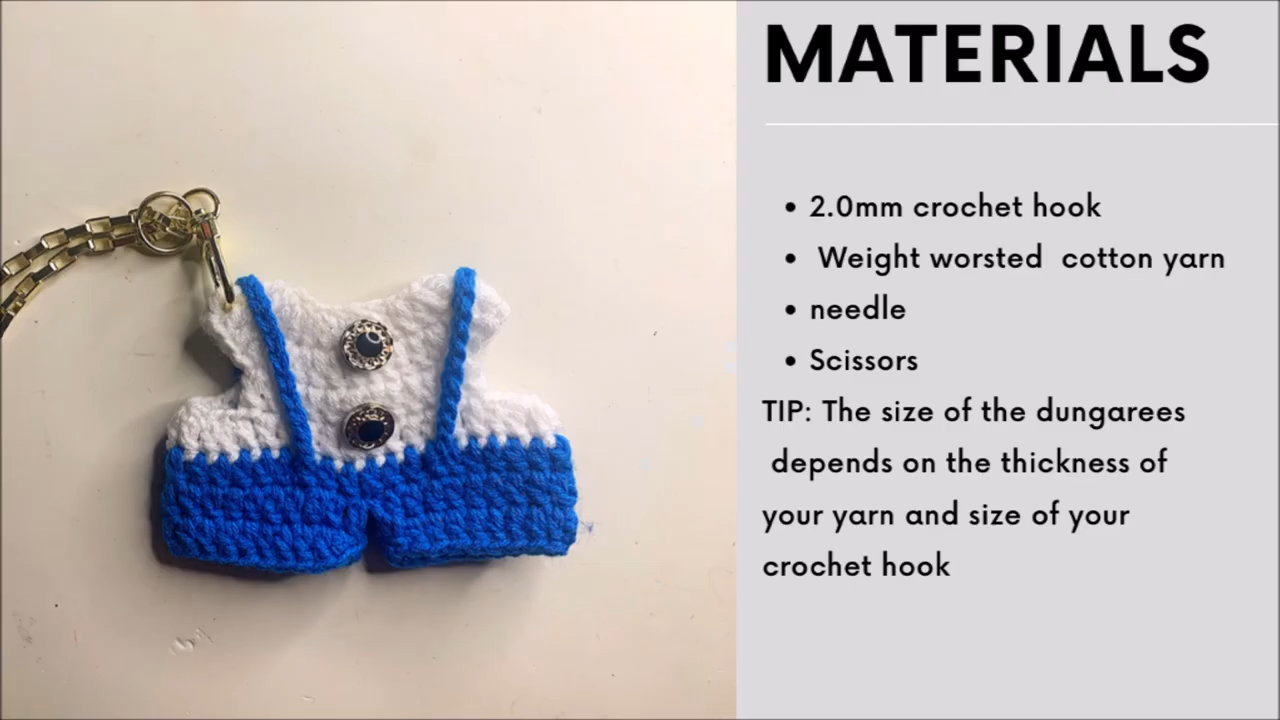 MATERIALS
• 2.0mm crochet hook
• Weight worsted cotton yarn
• needle
• Scissors
TIP: The size of the dungarees
depends on the thickness of
your yarn and size of your
crochet hook